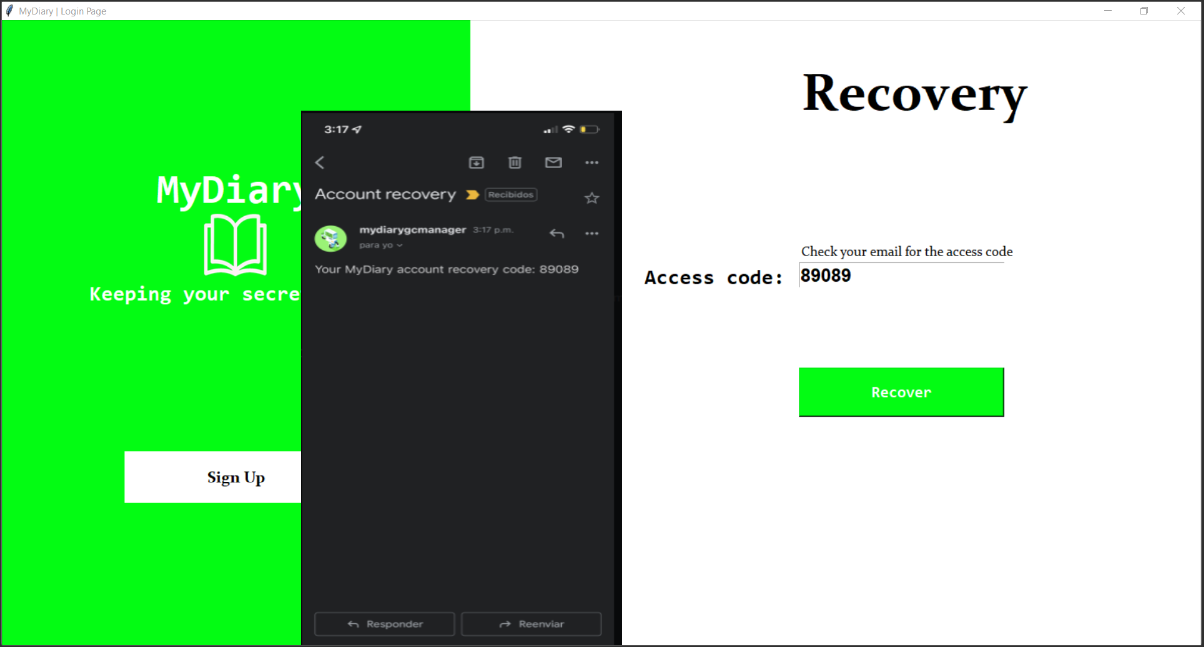 MyDiary | Login Page
MyDiary
Keeping your secre
Sign Up
3:17
Account recovery Recibidos
mydiarygcmanager 3:17 p.m.
para yo
Your MyDiary account recovery code: 89089
Responder Reenviar
Recovery
Check your email for the access code
Access code: 89089
Recover